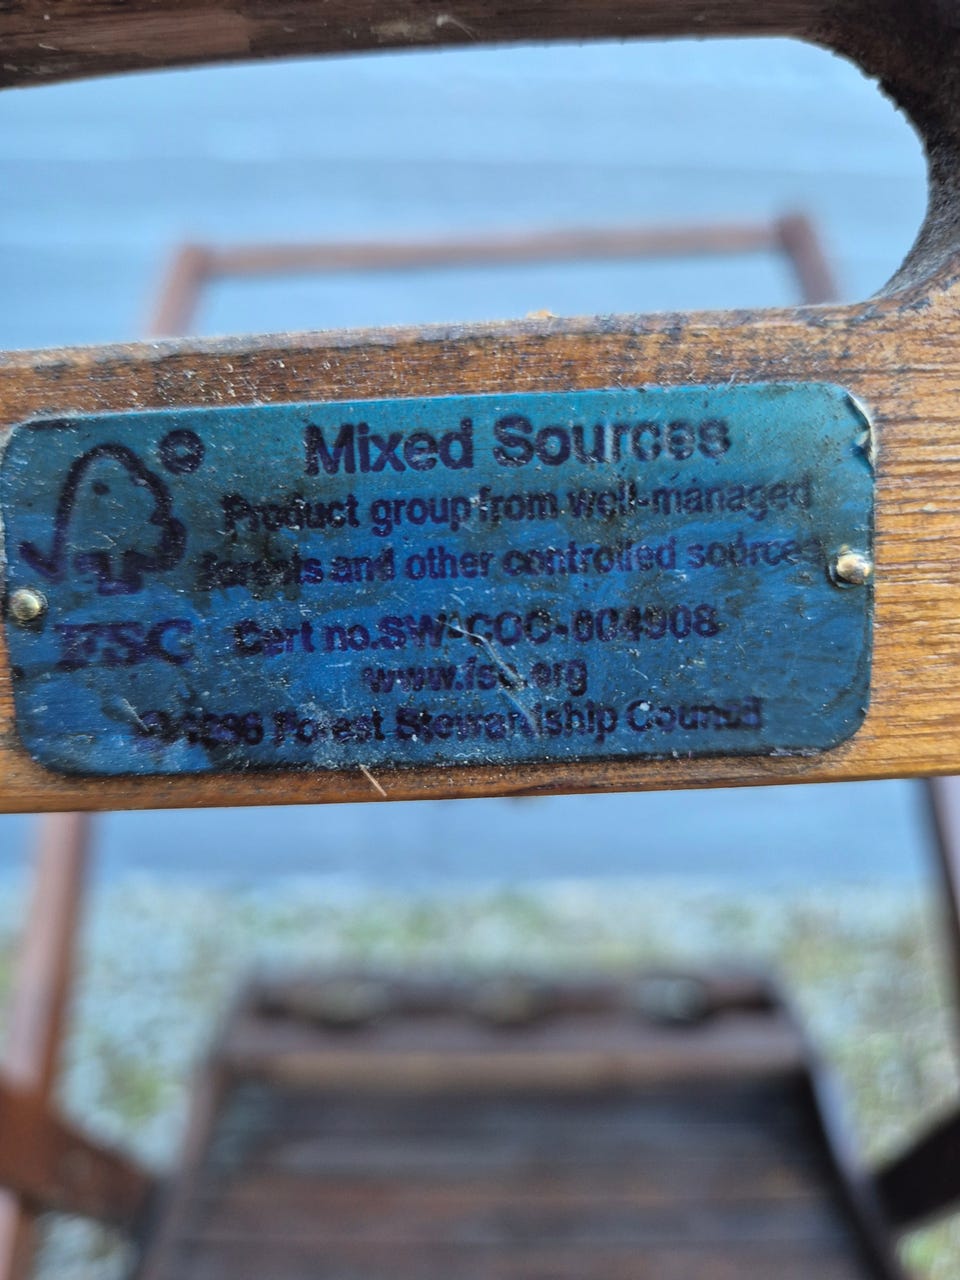 Mixed Sources
Product group from well-managed
forests and other controlled sources
FSC
Cert no.SW-COC-004908
www.fsc.org
© 1996 Forest Stewardship Council